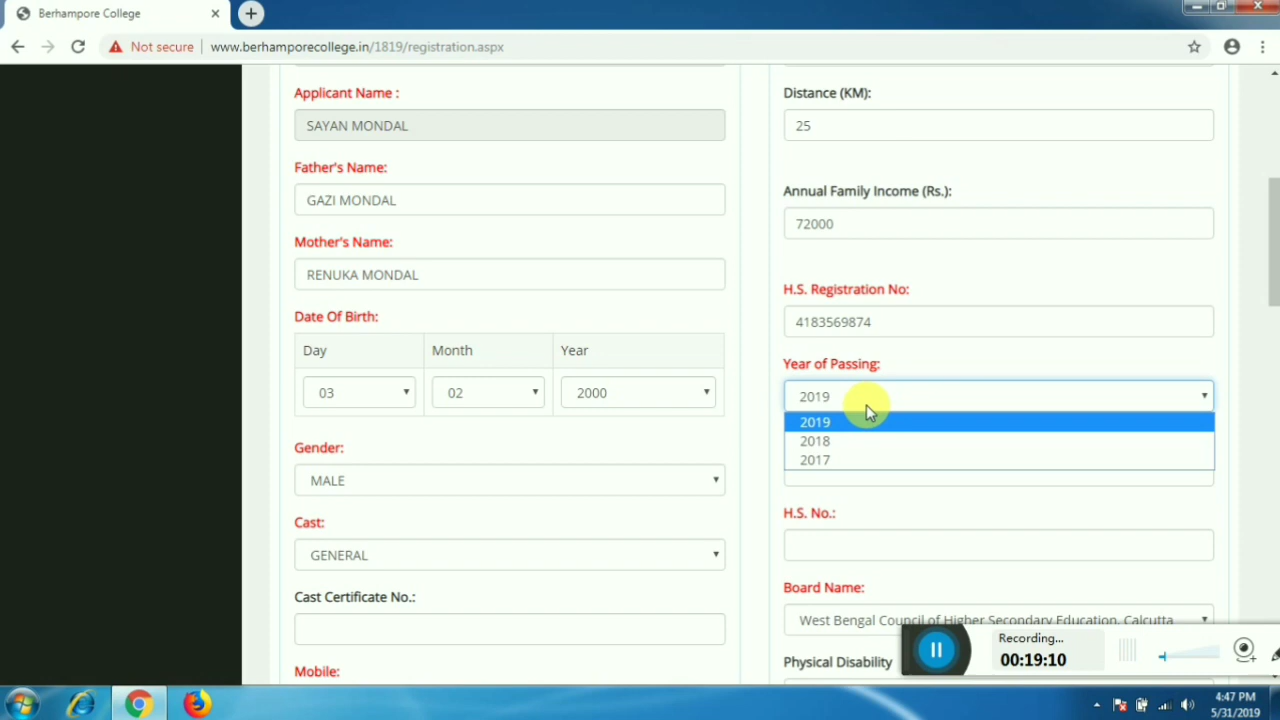 Berhampore College
Not secure
www.berhamporecollege.in/1819/registration.aspx
Applicant Name :
SAYAN MONDAL
Father's Name:
GAZI MONDAL
Mother's Name:
RENUKA MONDAL
Date Of Birth:
Day Month Year
03 02 2000
Gender:
MALE
Cast:
GENERAL
Cast Certificate No.:
Mobile:
Distance (KM):
25
Annual Family Income (Rs.):
72000
H.S. Registration No:
4183569874
Year of Passing:
2019
2019
2018
2017
H.S. No.:
Board Name:
West Bengal Council of Higher Secondary Education, Calcutta
Physical Disability
Recording...
00:19:10
4:47 PM
5/31/2019